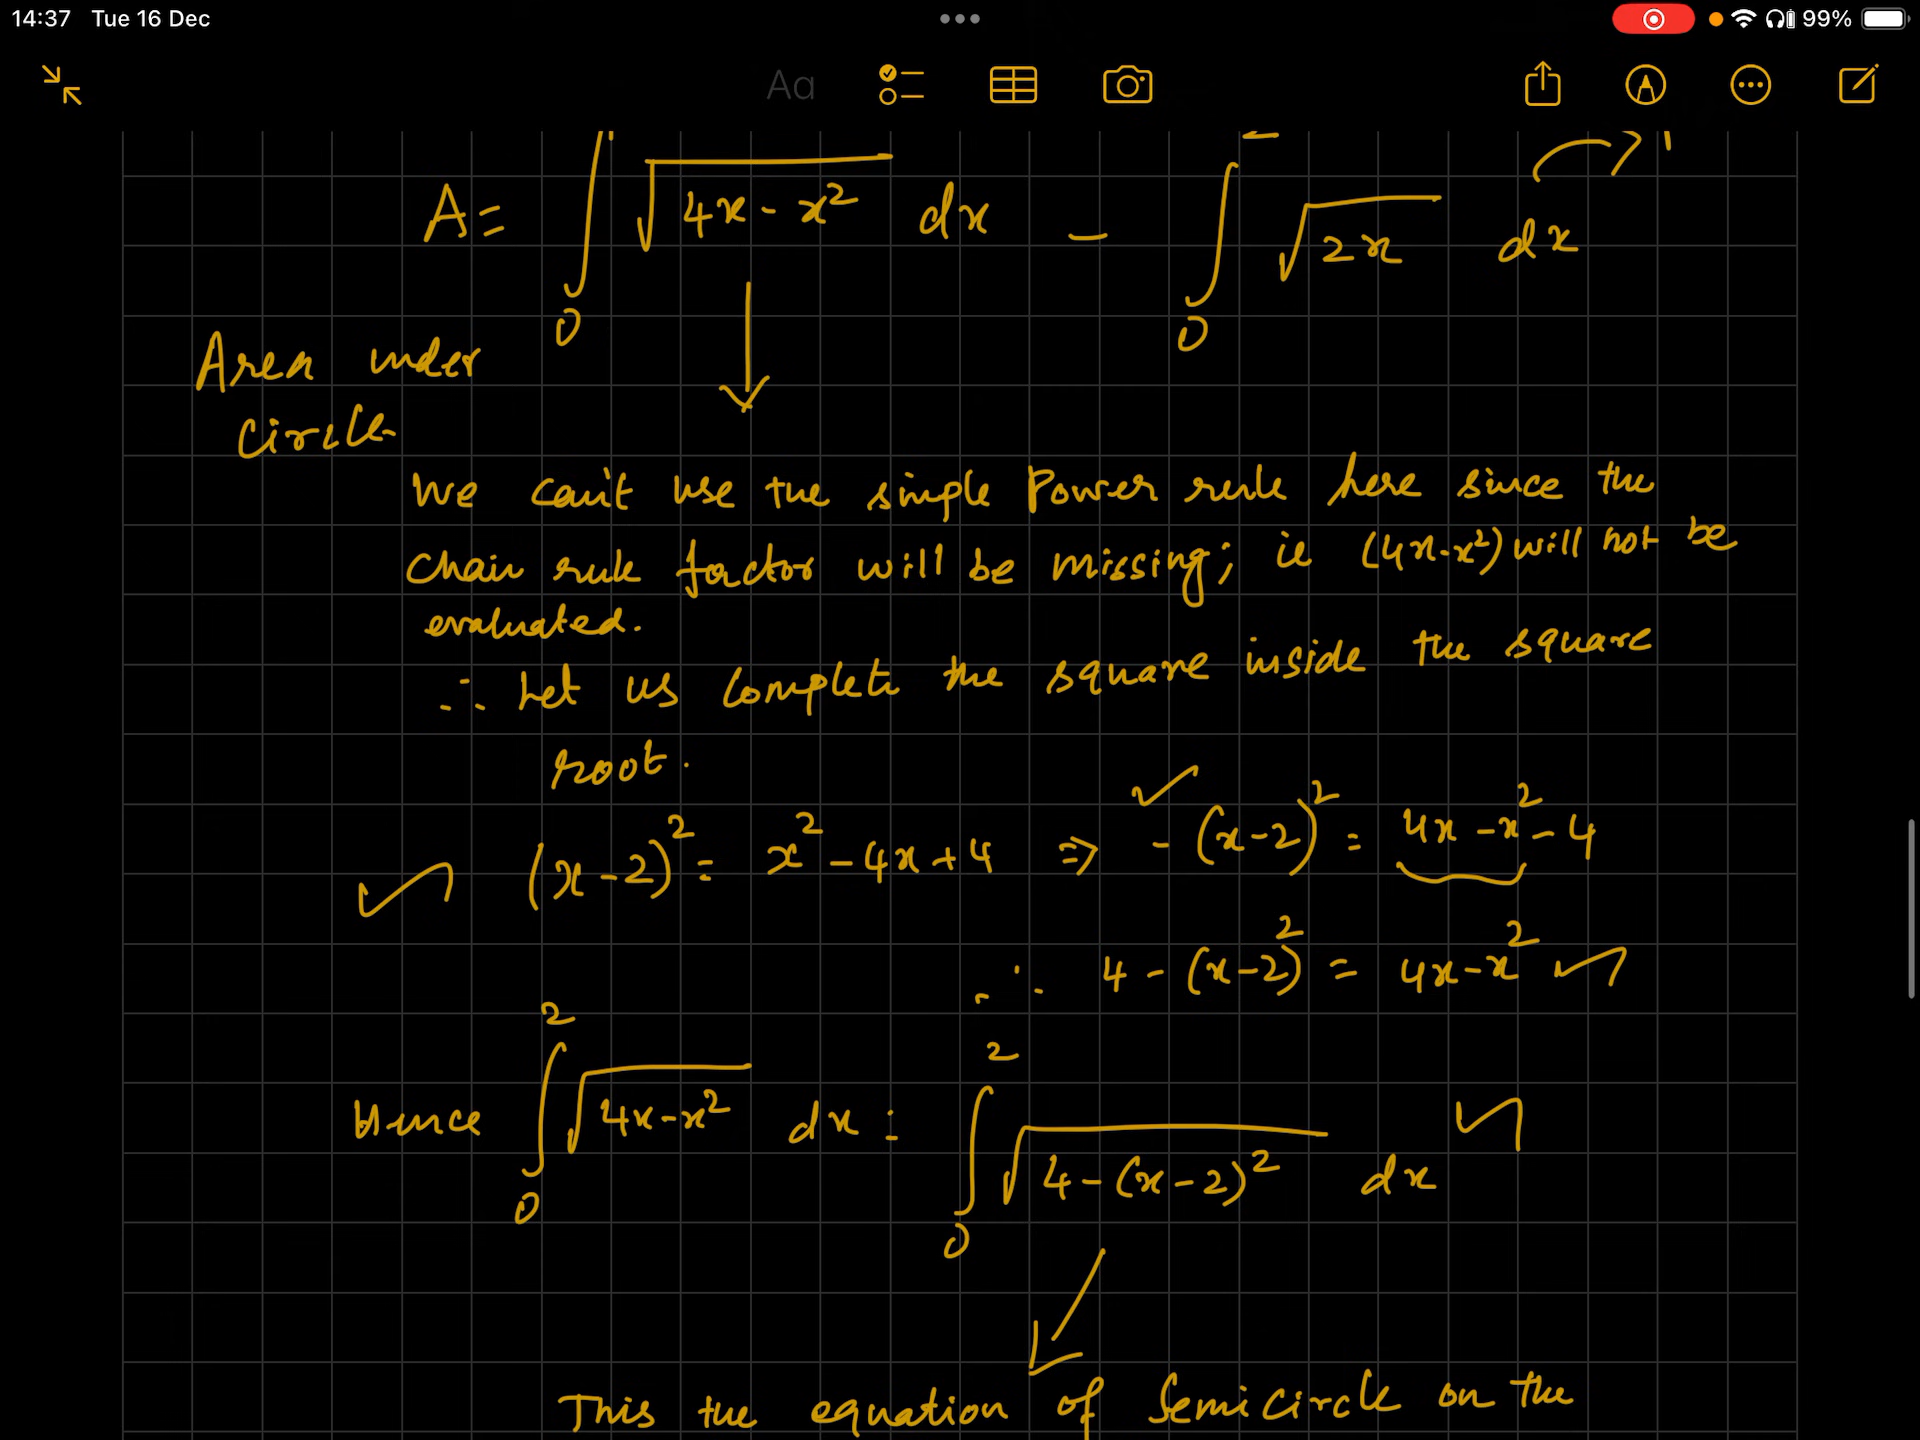 14:37 Tue 16 Dec
99%
Aa
A = ∫₀ √(4x - x²) dx - ∫₀² √(2x) dx
Area under
Circle
We can't use the simple Power rule here since the
Chain rule factor will be missing; ie (4x-x²) will not be
evaluated.
∴ Let us complete the square inside the square
root.
(x-2)² = x² - 4x + 4 ⇒ - (x-2)² = 4x - x² - 4
∴ 4 - (x-2)² = 4x - x²
Hence ∫₀² √(4x-x²) dx = ∫₀² √(4-(x-2)²) dx
This the equation of Semicircle on the